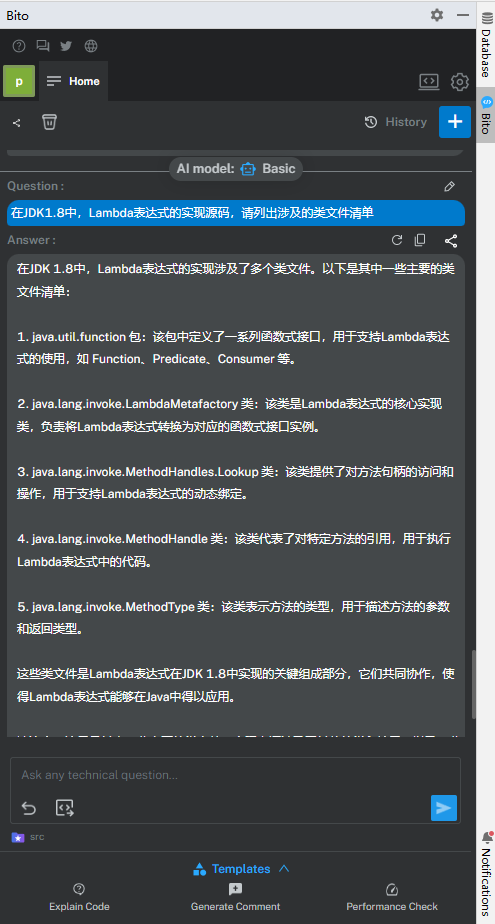 Bito
p
Home
History
AI model: Basic
Question :
在JDK1.8中，Lambda表达式的实现源码，请列出涉及的类文件清单
Answer :
在JDK 1.8中，Lambda表达式的实现涉及了多个类文件。以下是其中一些主要的类
文件清单：
1. java.util.function 包：该包中定义了一系列函数式接口，用于支持Lambda表达
式的使用，如 Function、Predicate、Consumer 等。
2. java.lang.invoke.LambdaMetafactory 类：该类是Lambda表达式的核心实现
类，负责将Lambda表达式转换为对应的函数式接口实例。
3. java.lang.invoke.MethodHandles.Lookup 类：该类提供了对方法句柄的访问和
操作，用于支持Lambda表达式的动态绑定。
4. java.lang.invoke.MethodHandle 类：该类代表了对特定方法的引用，用于执行
Lambda表达式中的代码。
5. java.lang.invoke.MethodType 类：该类表示方法的类型，用于描述方法的参数
和返回类型。
这些类文件是Lambda表达式在JDK 1.8中实现的关键组成部分，它们共同协作，使
得Lambda表达式能够在Java中得以应用。
Ask any technical question...
src
Templates
Explain Code
Generate Comment
Performance Check
Database
Bito
Notifications